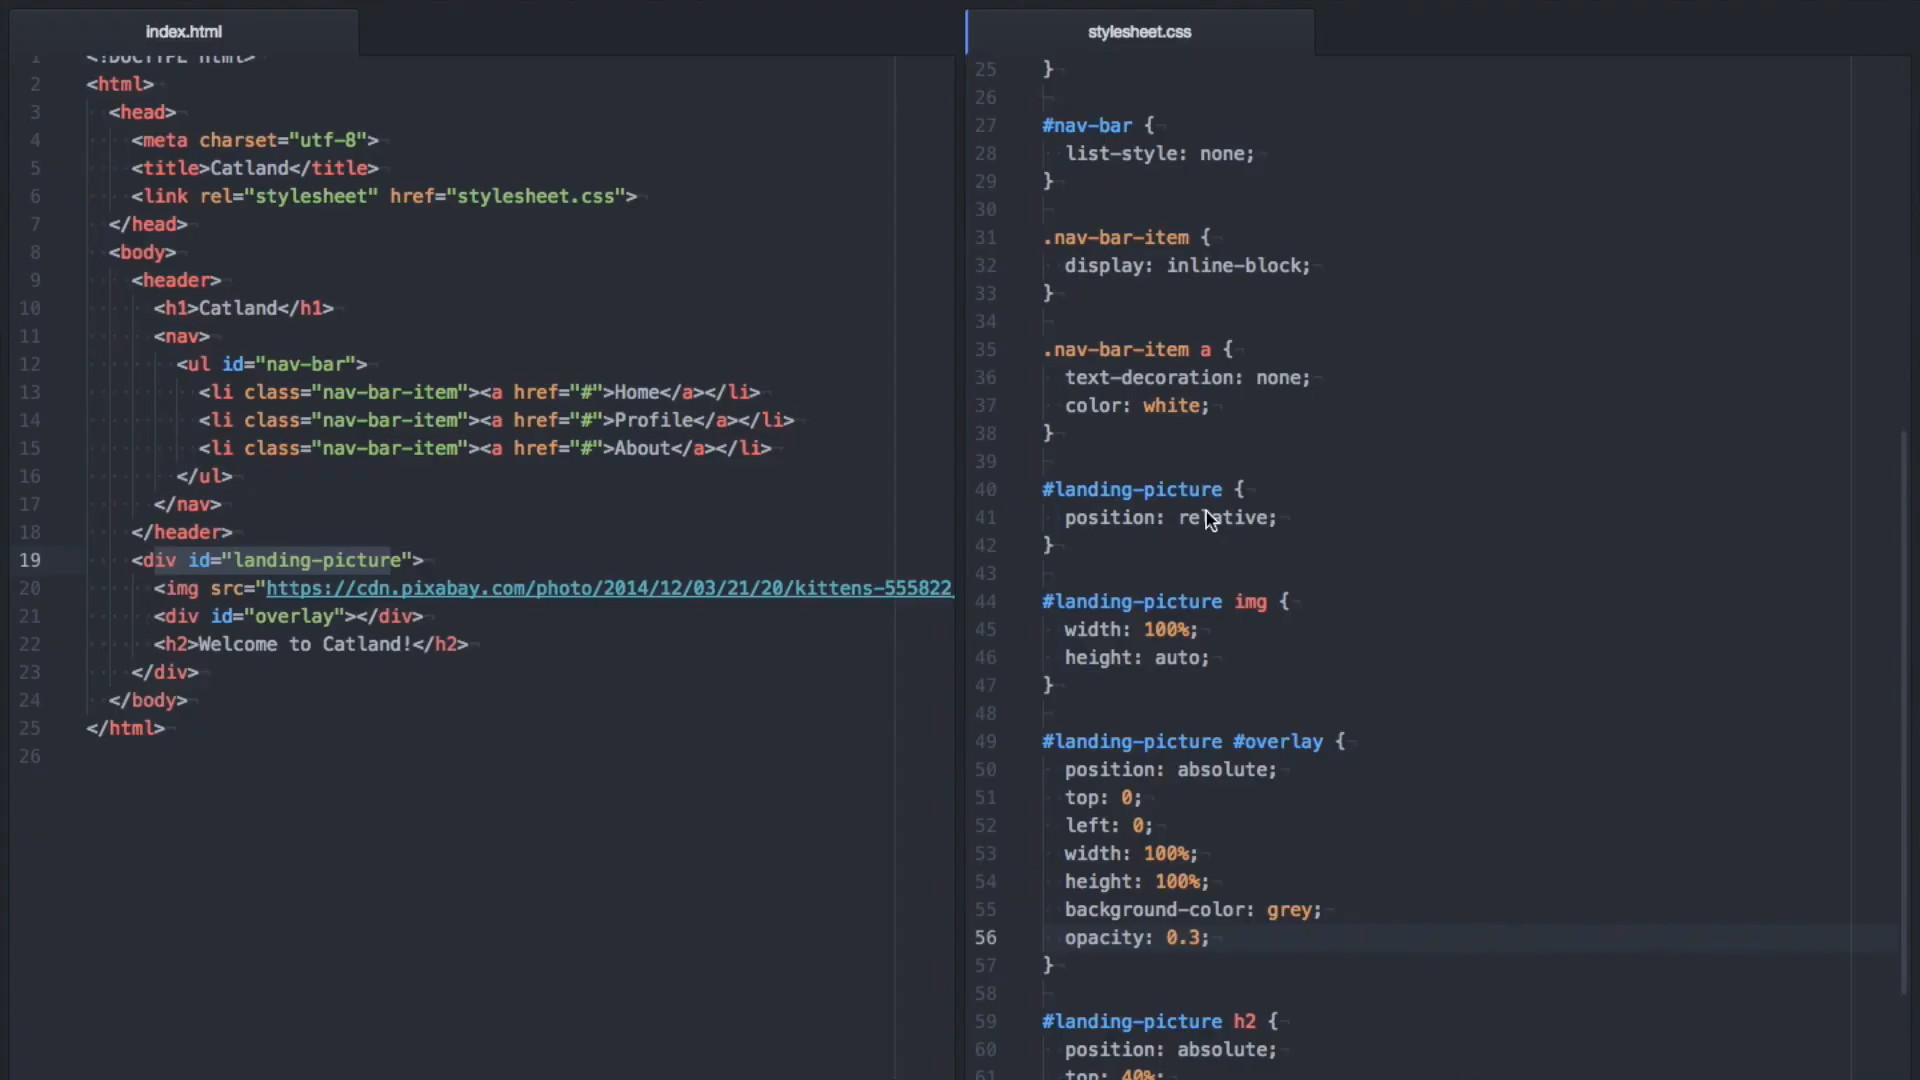 index.html
1 <!DOCTYPE html>
2 <html>
3 <head>
4 <meta charset="utf-8">
5 <title>Catland</title>
6 <link rel="stylesheet" href="stylesheet.css">
7 </head>
8 <body>
9 <header>
10 <h1>Catland</h1>
11 <nav>
12 <ul id="nav-bar">
13 <li class="nav-bar-item"><a href="#">Home</a></li>
14 <li class="nav-bar-item"><a href="#">Profile</a></li>
15 <li class="nav-bar-item"><a href="#">About</a></li>
16 </ul>
17 </nav>
18 </header>
19 <div id="landing-picture">
20 <img src="https://cdn.pixabay.com/photo/2014/12/03/21/20/kittens-555822
21 <div id="overlay"></div>
22 <h2>Welcome to Catland!</h2>
23 </div>
24 </body>
25 </html>
26
stylesheet.css
25 }
26
27 #nav-bar {
28 list-style: none;
29 }
30
31 .nav-bar-item {
32 display: inline-block;
33 }
34
35 .nav-bar-item a {
36 text-decoration: none;
37 color: white;
38 }
39
40 #landing-picture {
41 position: relative;
42 }
43
44 #landing-picture img {
45 width: 100%;
46 height: auto;
47 }
48
49 #landing-picture #overlay {
50 position: absolute;
51 top: 0;
52 left: 0;
53 width: 100%;
54 height: 100%;
55 background-color: grey;
56 opacity: 0.3;
57 }
58
59 #landing-picture h2 {
60 position: absolute;
61 top: 40%;